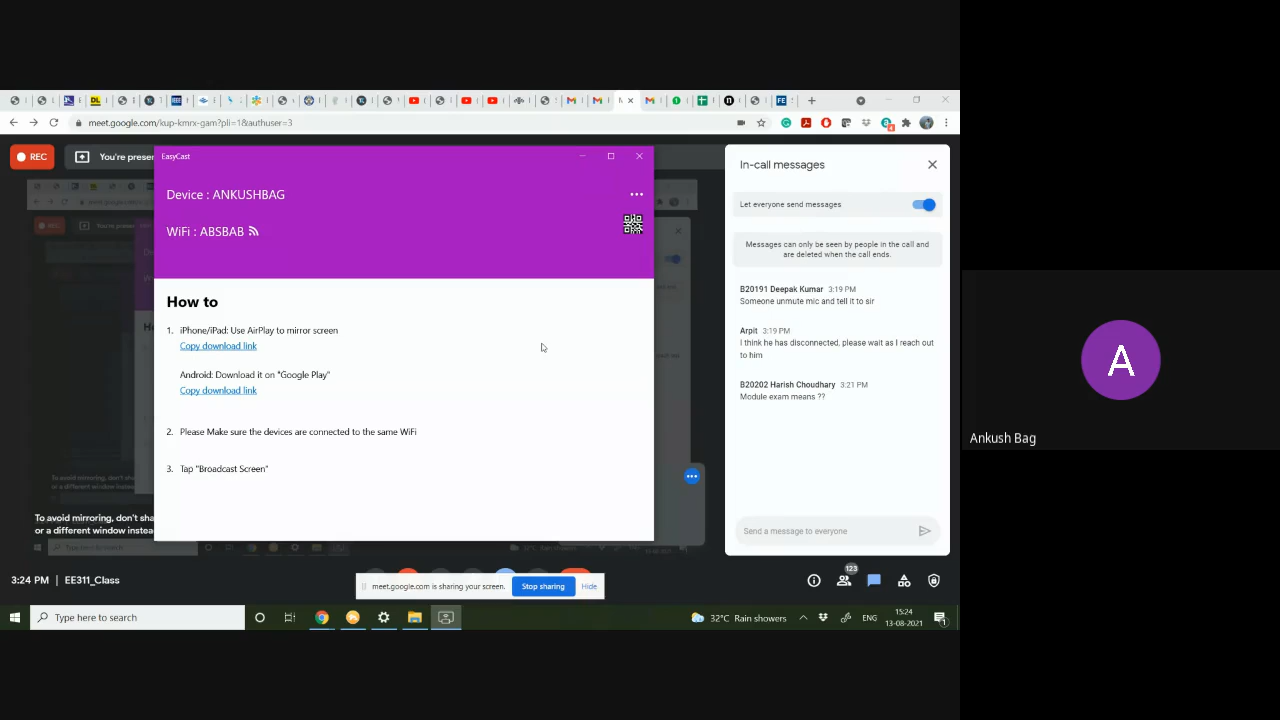 meet.google.com/kup-kmrx-gam?pli=1&authuser=3
REC
You're presen
EasyCast
Device : ANKUSHBAG
WiFi : ABSBAB
How to
1. iPhone/iPad: Use AirPlay to mirror screen
Copy download link
Android: Download it on "Google Play"
Copy download link
2. Please Make sure the devices are connected to the same WiFi
3. Tap "Broadcast Screen"
To avoid mirroring, don't sha
or a different window instea
In-call messages
Let everyone send messages
Messages can only be seen by people in the call and
are deleted when the call ends.
B20191 Deepak Kumar 3:19 PM
Someone unmute mic and tell it to sir
Arpit 3:19 PM
I think he has disconnected, please wait as I reach out
to him
B20202 Harish Choudhary 3:21 PM
Module exam means ??
Send a message to everyone
A
Ankush Bag
3:24 PM | EE311_Class
meet.google.com is sharing your screen.
Stop sharing
Hide
123
Type here to search
32°C Rain showers
ENG
15:24
13-08-2021